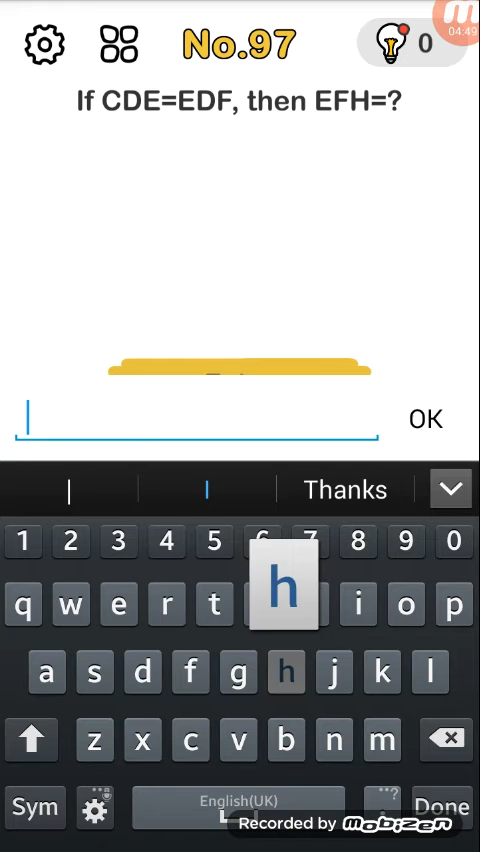 04:49
No.97
0
If CDE=EDF, then EFH=?
OK
| I Thanks
1 2 3 4 5 6 7 8 9 0
q w e r t h i o p
a s d f g h j k l
z x c v b n m
Sym English(UK) ...? Done
Recorded by mobizen